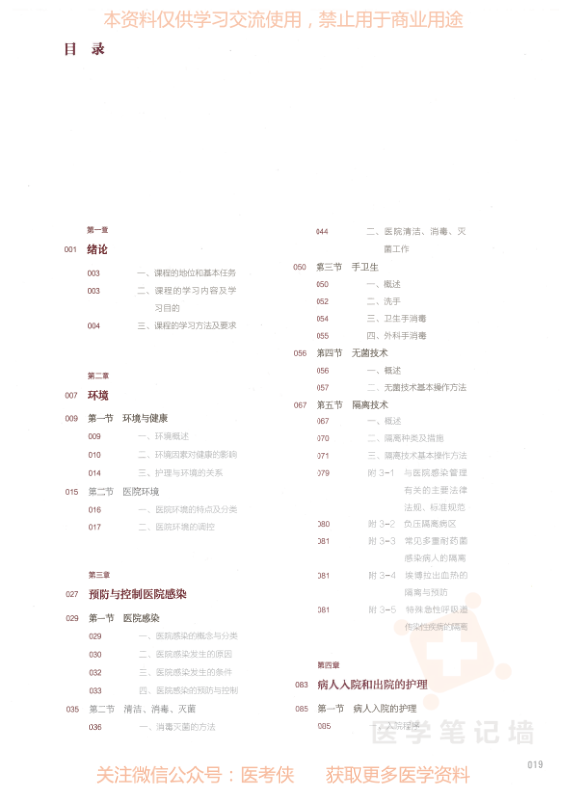 本资料仅供学习交流使用，禁止用于商业用途
目 录
第一章
001 绪论
003 一、课程的地位和基本任务
003 二、课程的学习内容及学
习目的
004 三、课程的学习方法及要求
第二章
007 环境
009 第一节 环境与健康
009 一、环境概述
010 二、环境因素对健康的影响
014 三、护理与环境的关系
015 第二节 医院环境
016 一、医院环境的特点及分类
017 二、医院环境的调控
第三章
027 预防与控制医院感染
029 第一节 医院感染
029 一、医院感染的概念与分类
030 二、医院感染发生的原因
032 三、医院感染发生的条件
033 四、医院感染的预防与控制
035 第二节 清洁、消毒、灭菌
036 一、消毒灭菌的方法
044 二、医院清洁、消毒、灭
菌工作
050 第三节 手卫生
050 一、概述
052 二、洗手
054 三、卫生手消毒
055 四、外科手消毒
056 第四节 无菌技术
056 一、概述
057 二、无菌技术基本操作方法
067 第五节 隔离技术
067 一、概述
070 二、隔离种类及措施
071 三、隔离技术基本操作方法
079 附 3-1 与医院感染管理
有关的主要法律
法规、标准规范
080 附 3-2 负压隔离病区
081 附 3-3 常见多重耐药菌
感染病人的隔离
081 附 3-4 埃博拉出血热的
隔离与预防
081 附 3-5 特殊急性呼吸道
传染性疾病的隔离
第四章
083 病人入院和出院的护理
085 第一节 病人入院的护理
085 一、入院程序
医学笔记墙
019
关注微信公众号：医考侠 获取更多医学资料